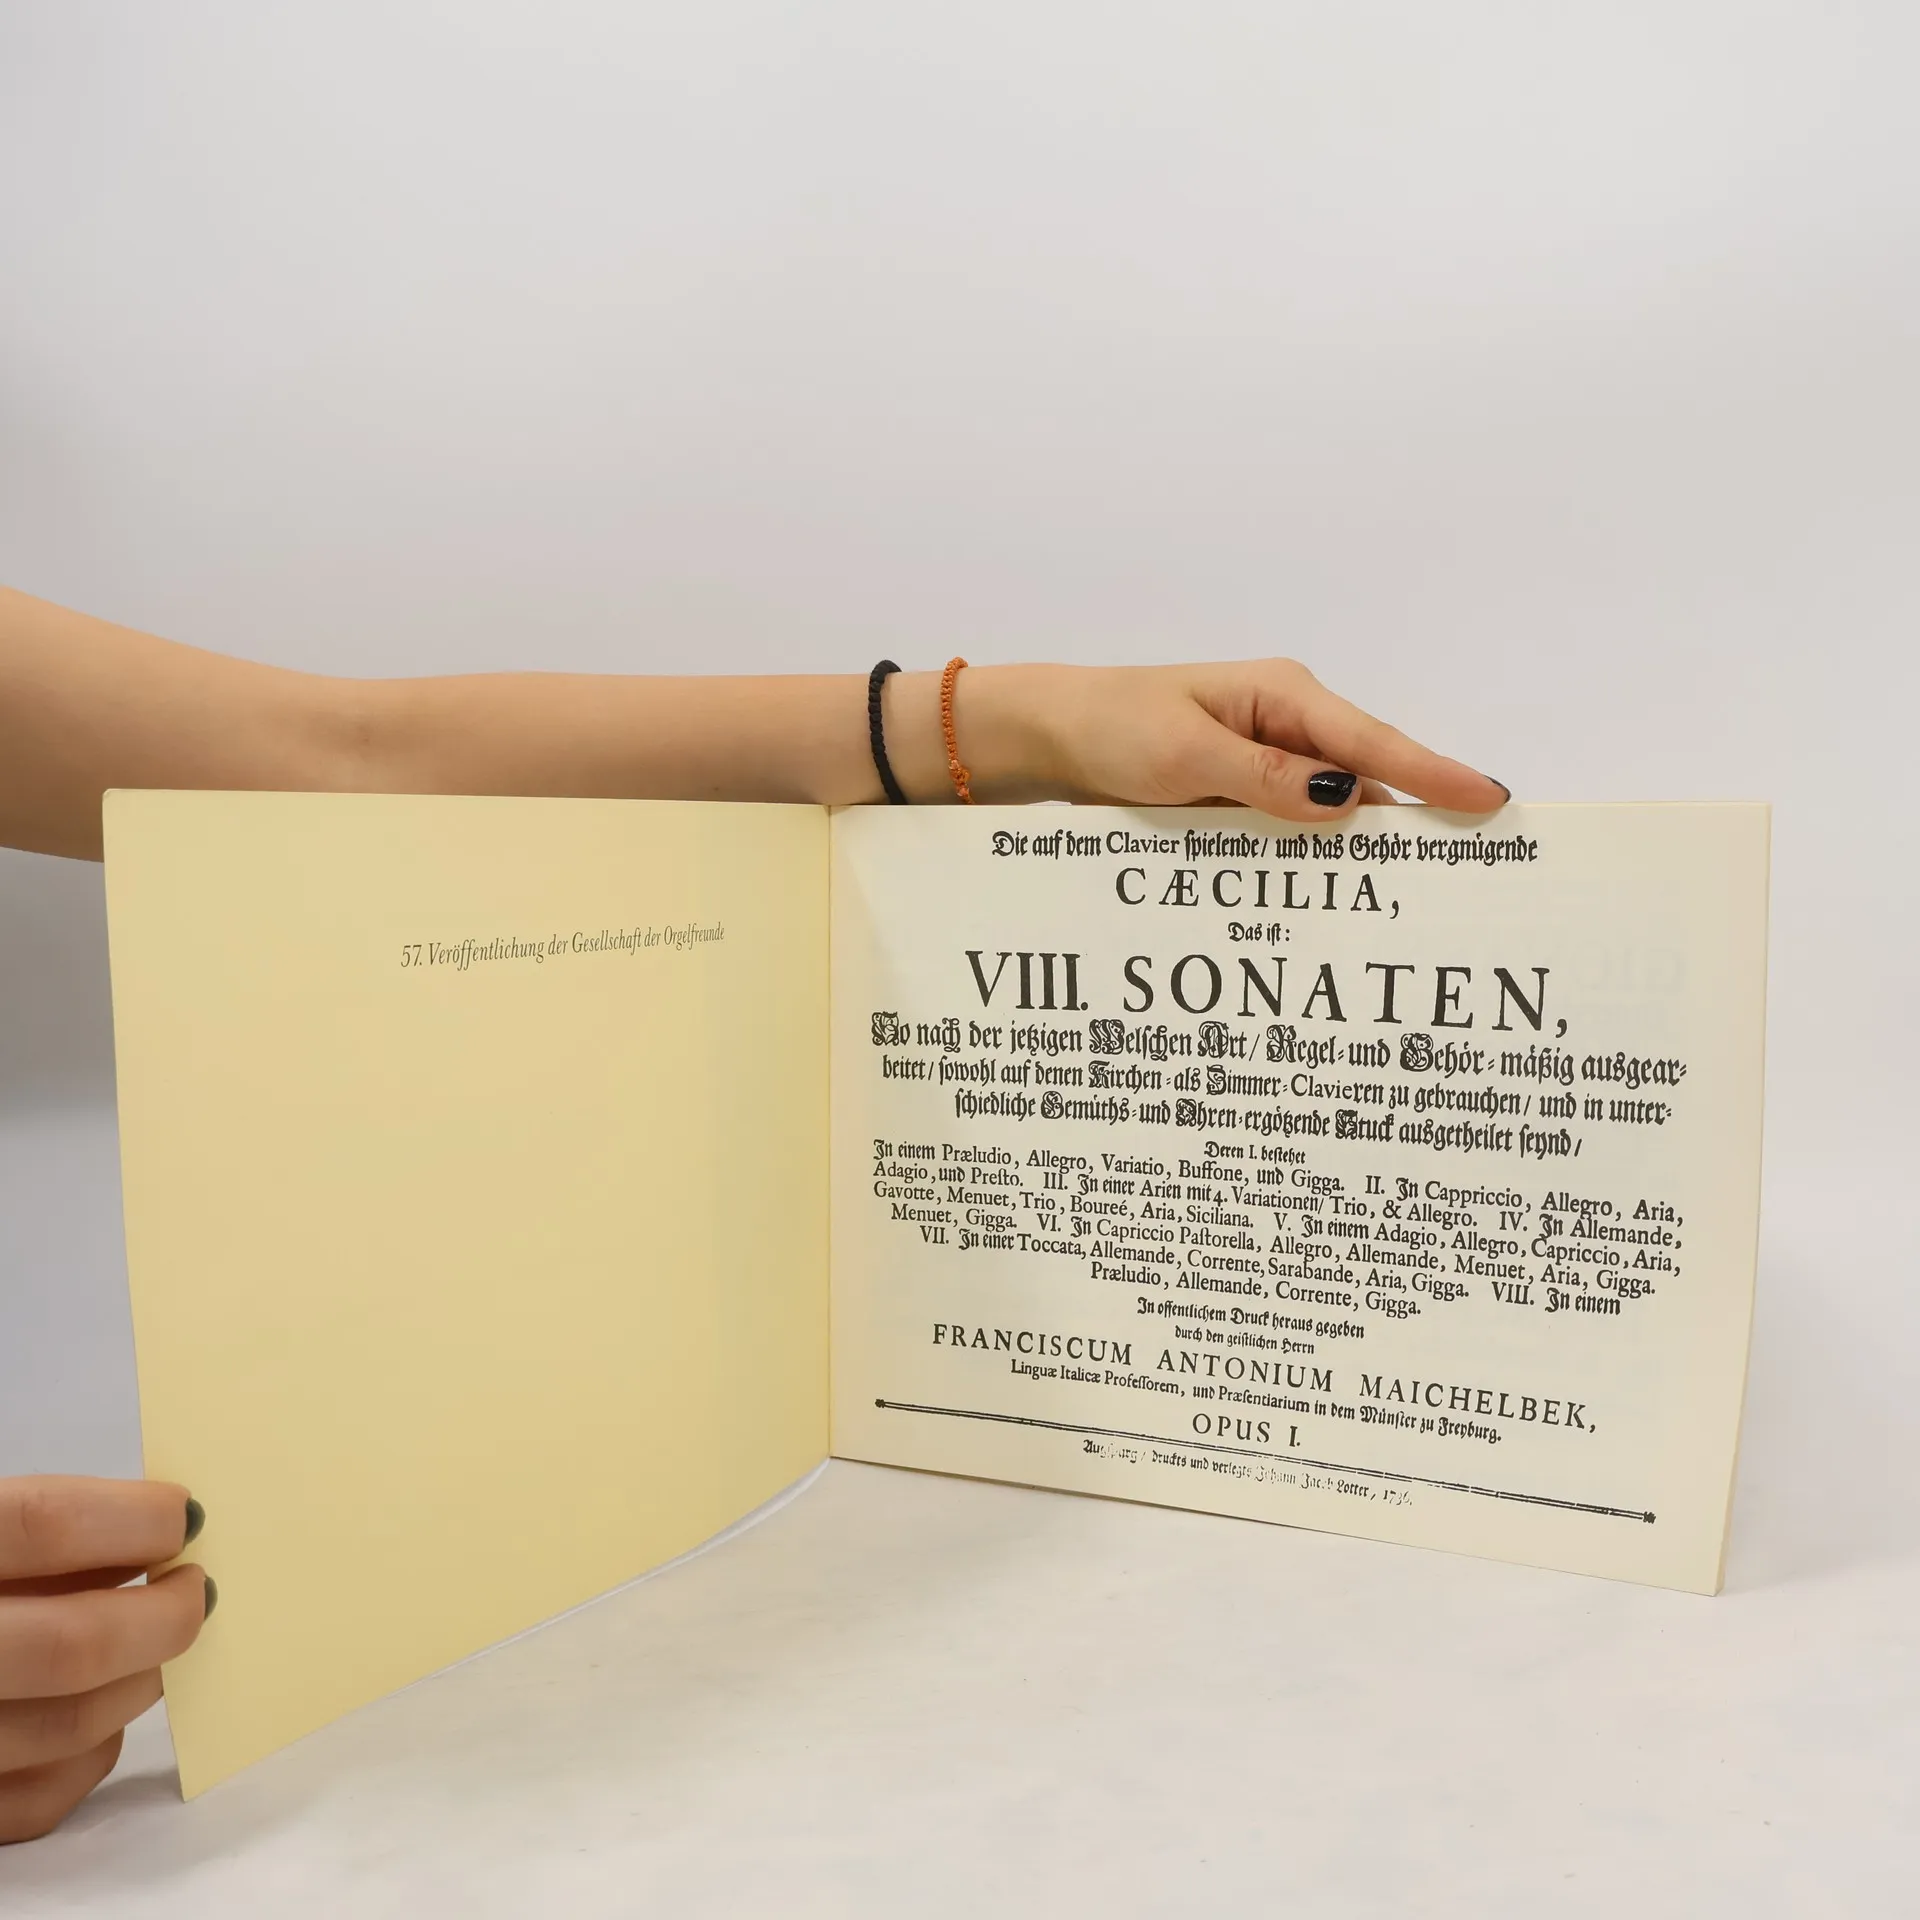 57. Veröffentlichung der Gesellschaft der Orgelfreunde
Die auf dem Clavier spielende/ und das Gehör vergnügende
CÆCILIA,
Das ist:
VIII. SONATEN,
So nach der jetzigen Welschen Art/ Regel-und Gehör-mäßig ausgear-
beitet/ sowohl auf denen Kirchen-als Zimmer-Clavieren zu gebrauchen/ und in unter-
schiedliche Gemüths-und Ohren-ergötzende Stuck ausgetheilet seynd/
Deren I. bestehet
In einem Præludio, Allegro, Variatio, Buffone, und Gigga. II. In Cappriccio, Allegro, Aria,
Adagio, und Presto. III. In einer Arien mit 4. Variationen/ Trio, & Allegro. IV. In Allemande,
Gavotte, Menuet, Trio, Boureé, Aria, Siciliana. V. In einem Adagio, Allegro, Capriccio, Aria,
Menuet, Gigga. VI. In Capriccio Pastorella, Allegro, Allemande, Menuet, Aria, Gigga.
VII. In einer Toccata, Allemande, Corrente, Sarabande, Aria, Gigga. VIII. In einem
Præludio, Allemande, Corrente, Gigga.
In offentlichem Druck heraus gegeben
durch den geistlichen Herrn
FRANCISCUM ANTONIUM MAICHELBEK,
Linguæ Italicæ Professorem, und Præsentiarium in dem Münster zu Freyburg.
OPUS I.
Augspurg/ druckts und verlegts Johann Jacob Lotter, 1736.